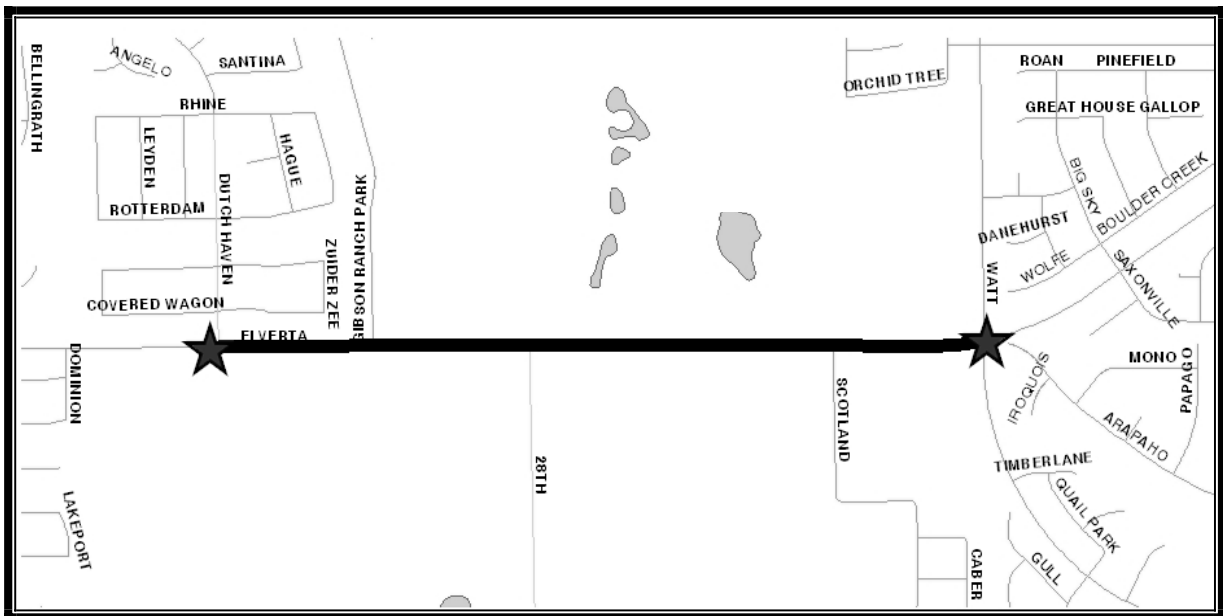 BELLINGRATH
ANGELO
SANTINA
RHINE
LEYDEN
HAGUE
ROTTERDAM
DUTCH HAVEN
GIBSON RANCH PARK
ZUIDER ZEE
COVERED WAGON
ELVERTA
DOMINION
LAKEPORT
28TH
SCOTLAND
CABER
ORCHID TREE
ROAN
PINEFIELD
GREAT HOUSE GALLOP
BIG SKY
BOULDER CREEK
DANEHURST
WOLFE
WATT
SAXONVILLE
IROQUOIS
MONO
PAPAGO
ARAPAHO
TIMBERLANE
QUAIL PARK
GULL